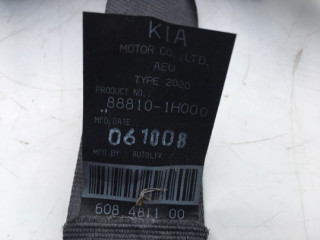 KIA
MOTOR CO., LTD.
AEU
TYPE 2020
PRODUCT NO.:
88810-1H000
MFD.DATE
061008
MFG.BY AUTOLIV
608 4811 00